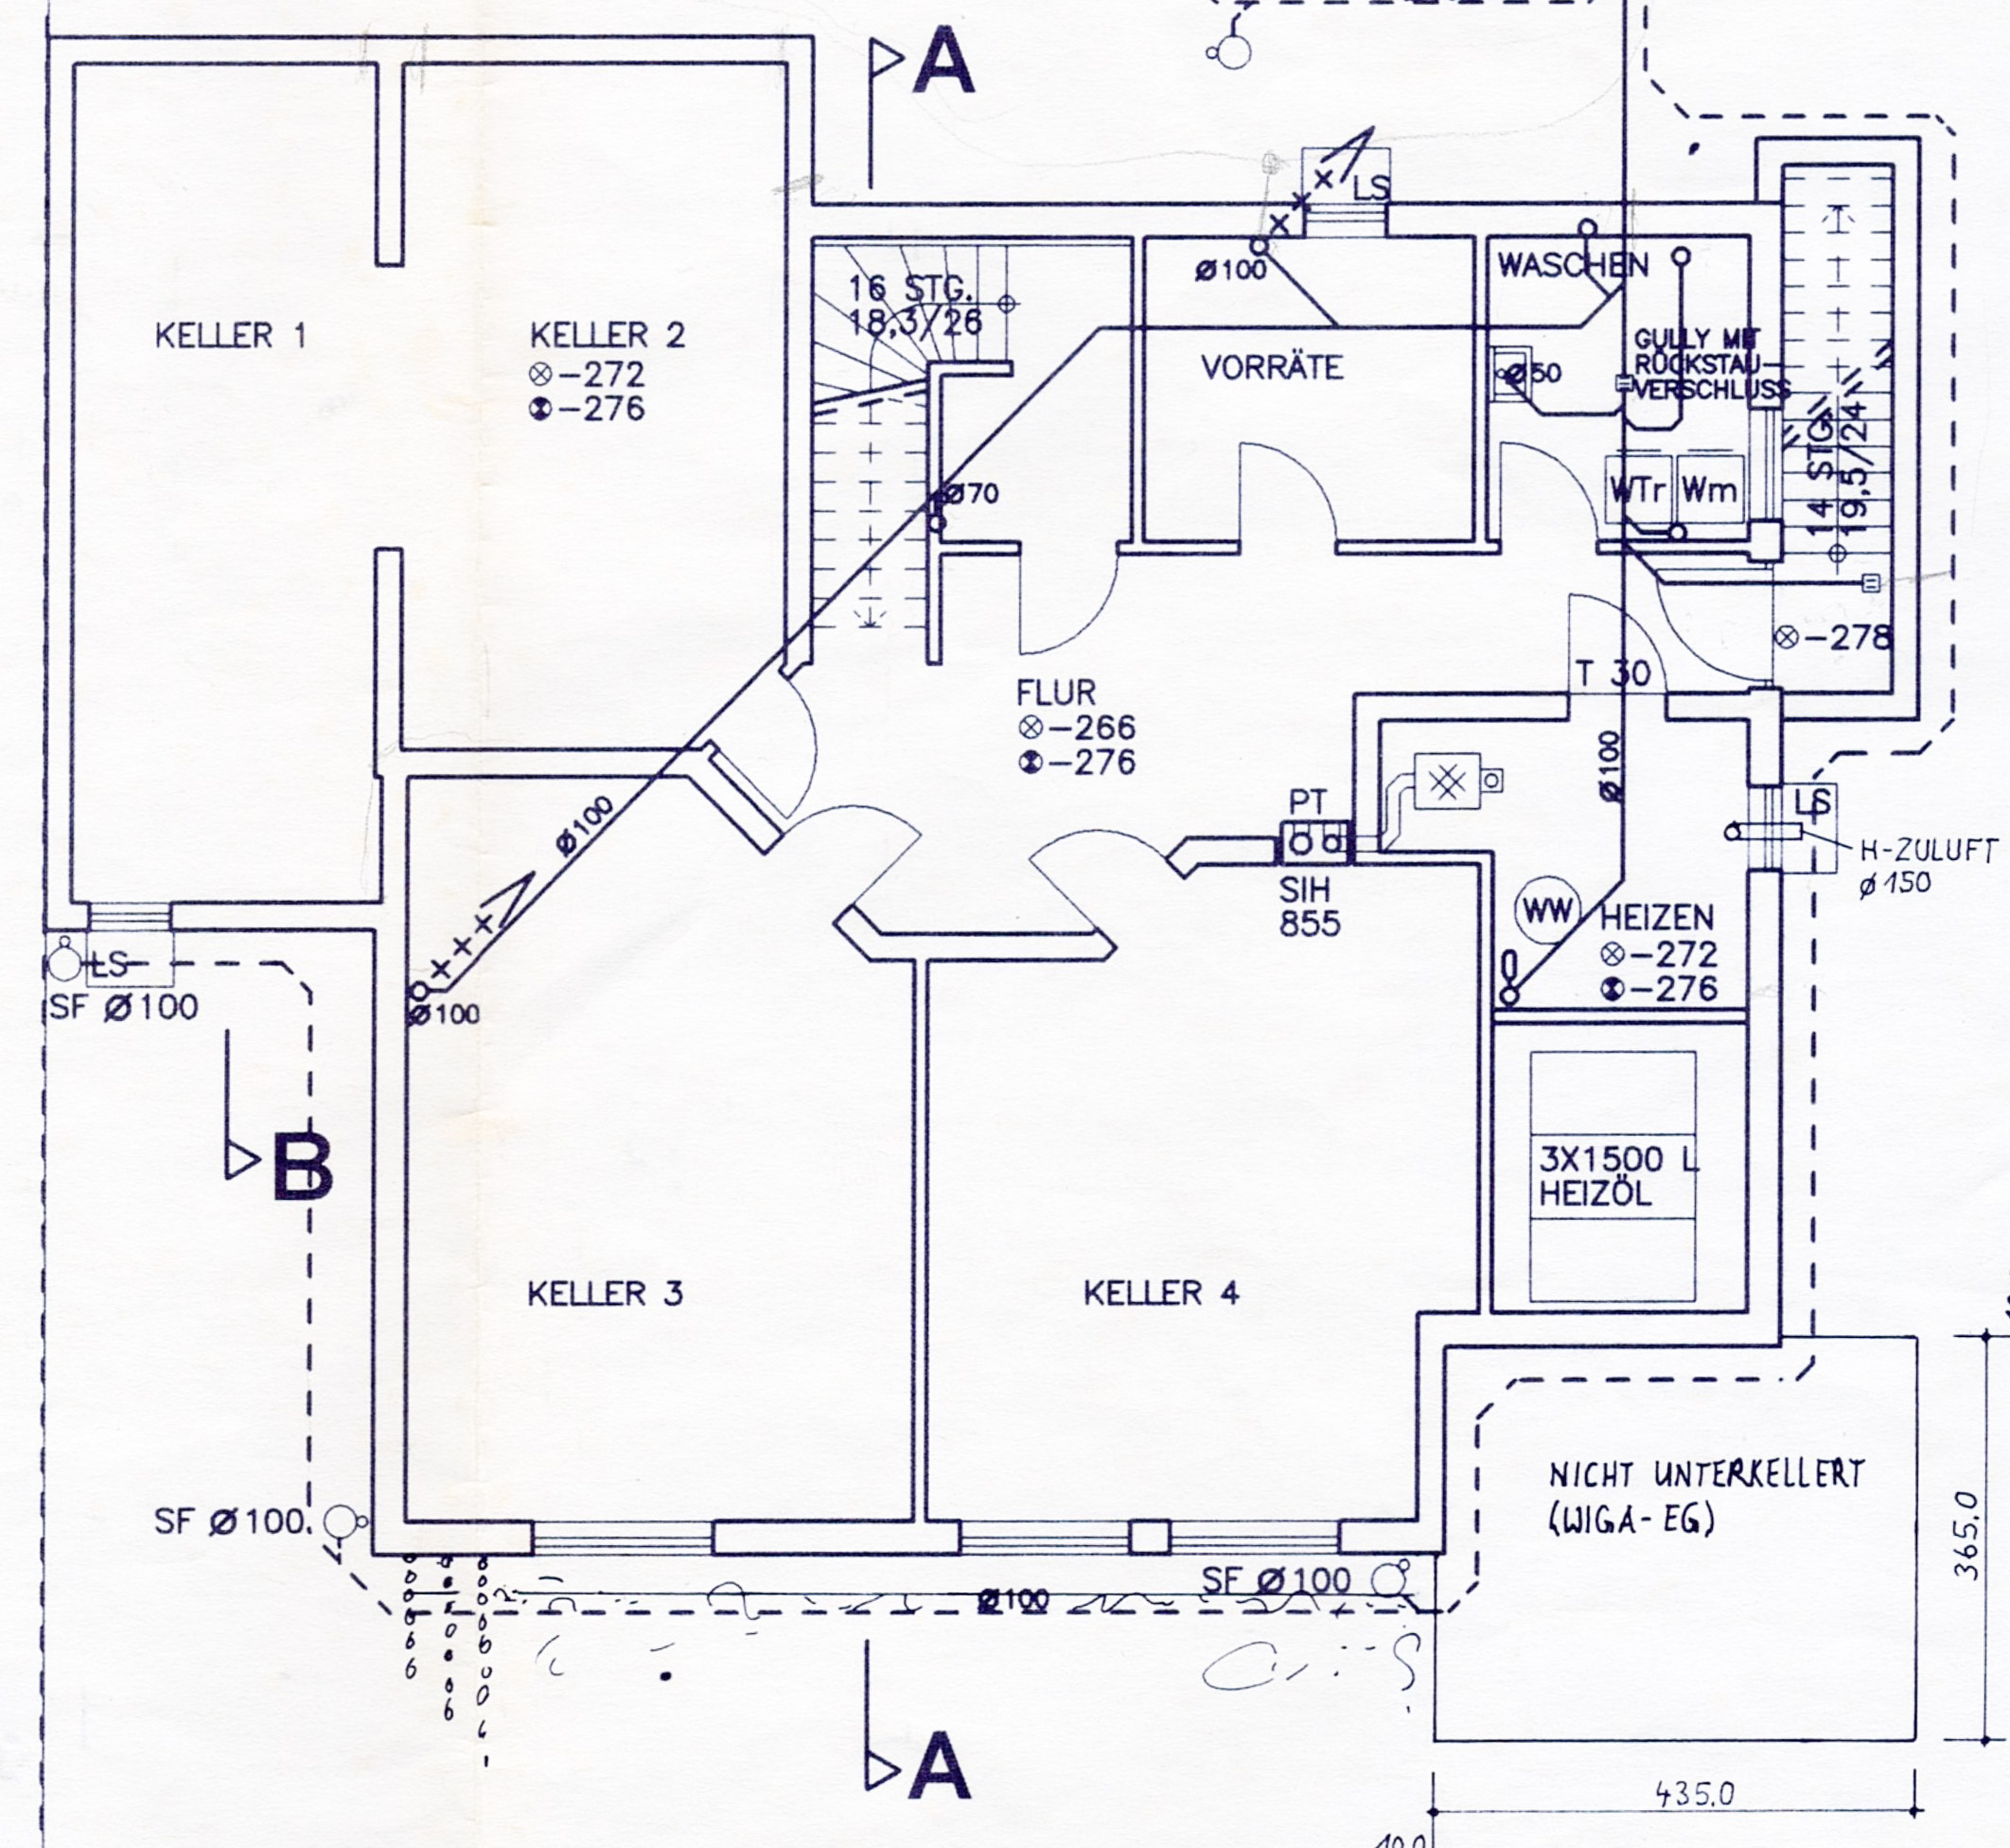 A
LS
16 STG.
18,3/26
Ø100
WASCHEN
KELLER 1
KELLER 2
-272
-276
VORRÄTE
GULLY MIT
RÜCKSTAU-
VERSCHLUSS
Ø50
14 STG.
19,5/24
Ø70
WTr
Wm
-278
T 30
FLUR
-266
-276
Ø100
PT
LS
H-ZULUFT
Ø 150
Ø100
SIH
855
WW
HEIZEN
-272
-276
LS
SF Ø100
Ø100
B
3X1500 L
HEIZÖL
KELLER 3
KELLER 4
NICHT UNTERKELLERT
(WIGA-EG)
365.0
SF Ø100
SF Ø100
Ø100
A
435.0